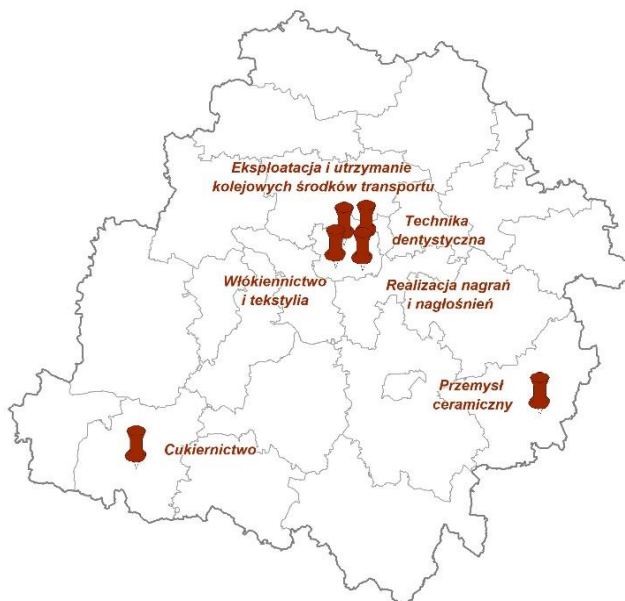 Eksploatacja i utrzymanie
kolejowych środków transportu
Technika
dentystyczna
Włókiennictwo
i tekstylia
Realizacja nagrań
i nagłośnień
Przemysł
ceramiczny
Cukiernictwo